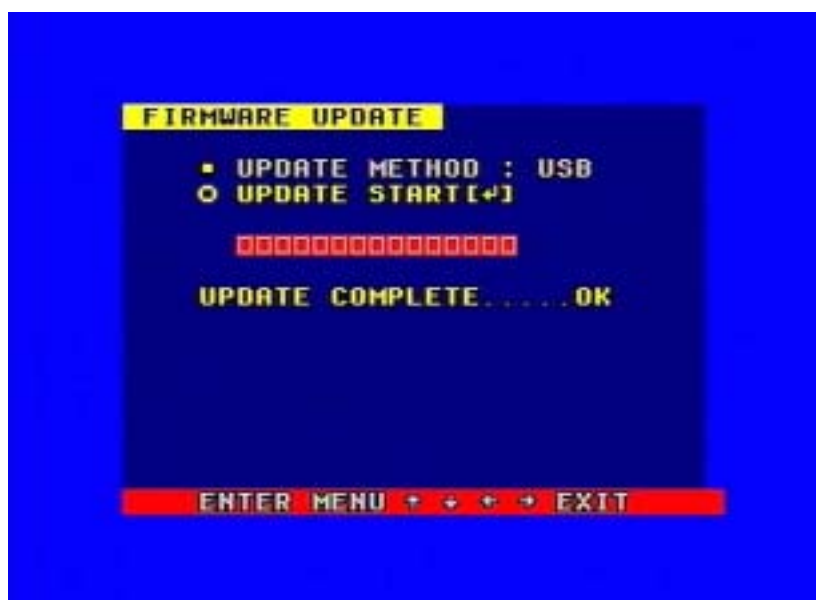 FIRMWARE UPDATE
▪ UPDATE METHOD : USB
○ UPDATE START[↵]
▯▯▯▯▯▯▯▯▯▯▯▯▯▯▯
UPDATE COMPLETE.....OK
ENTER MENU ↑ ↓ ← → EXIT